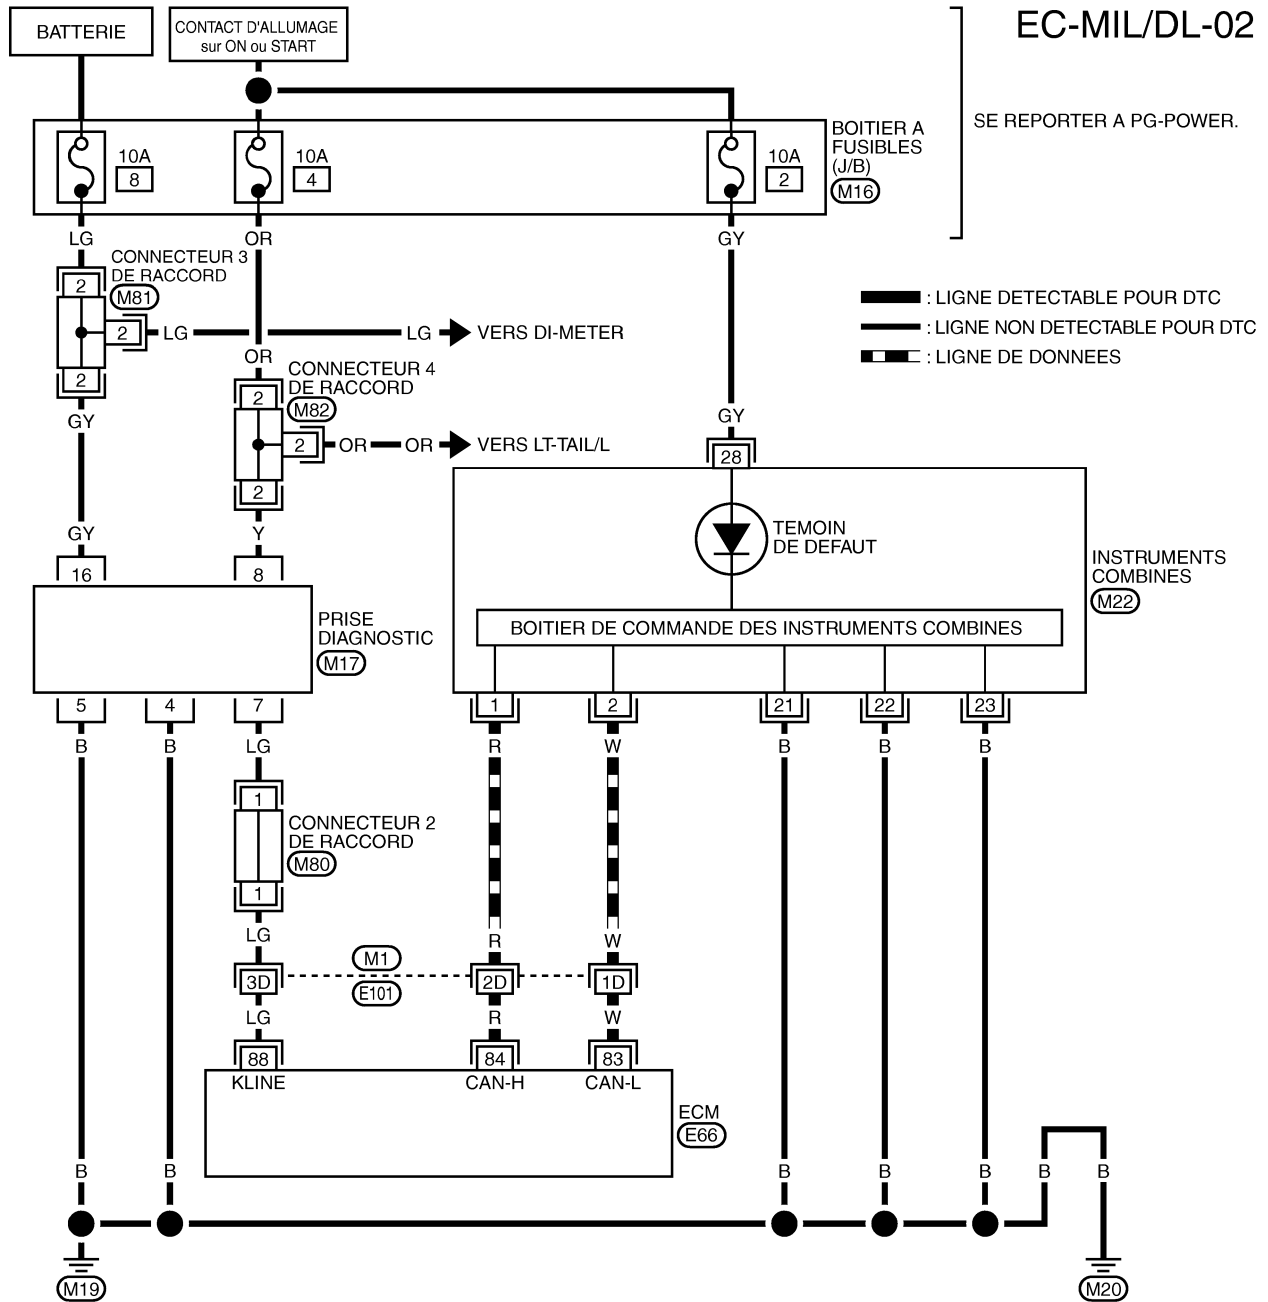 EC-MIL/DL-02
BATTERIE
CONTACT D'ALLUMAGE
sur ON ou START
SE REPORTER A PG-POWER.
10A
8
10A
4
10A
2
BOITIER A
FUSIBLES
(J/B)
M16
LG
OR
GY
CONNECTEUR 3
DE RACCORD
M81
2
2
LG
LG
VERS DI-METER
2
: LIGNE DETECTABLE POUR DTC
: LIGNE NON DETECTABLE POUR DTC
: LIGNE DE DONNEES
OR
CONNECTEUR 4
DE RACCORD
M82
2
2
OR
OR
VERS LT-TAIL/L
2
GY
GY
28
GY
Y
16
8
TEMOIN
DE DEFAUT
INSTRUMENTS
COMBINES
M22
PRISE
DIAGNOSTIC
M17
BOITIER DE COMMANDE DES INSTRUMENTS COMBINES
5
4
7
1
2
21
22
23
B
B
LG
R
W
B
B
B
1
CONNECTEUR 2
DE RACCORD
M80
1
LG
R
W
M1
3D
2D
1D
E101
LG
R
W
88
84
83
KLINE
CAN-H
CAN-L
ECM
E66
B
B
B
B
B
B
B
M19
M20